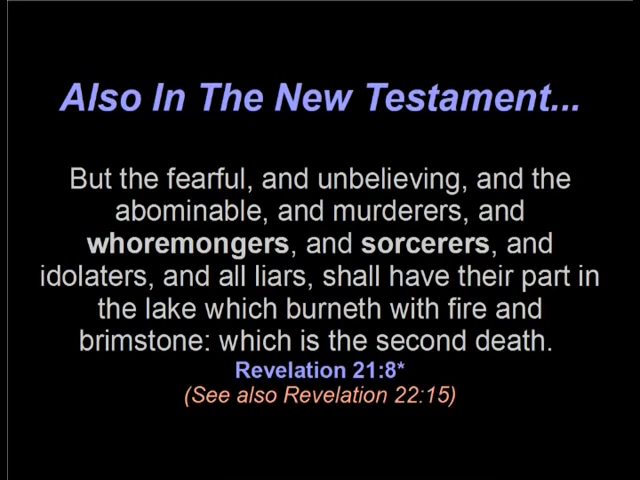 Also In The New Testament...
But the fearful, and unbelieving, and the
abominable, and murderers, and
whoremongers, and sorcerers, and
idolaters, and all liars, shall have their part in
the lake which burneth with fire and
brimstone: which is the second death.
Revelation 21:8*
(See also Revelation 22:15)